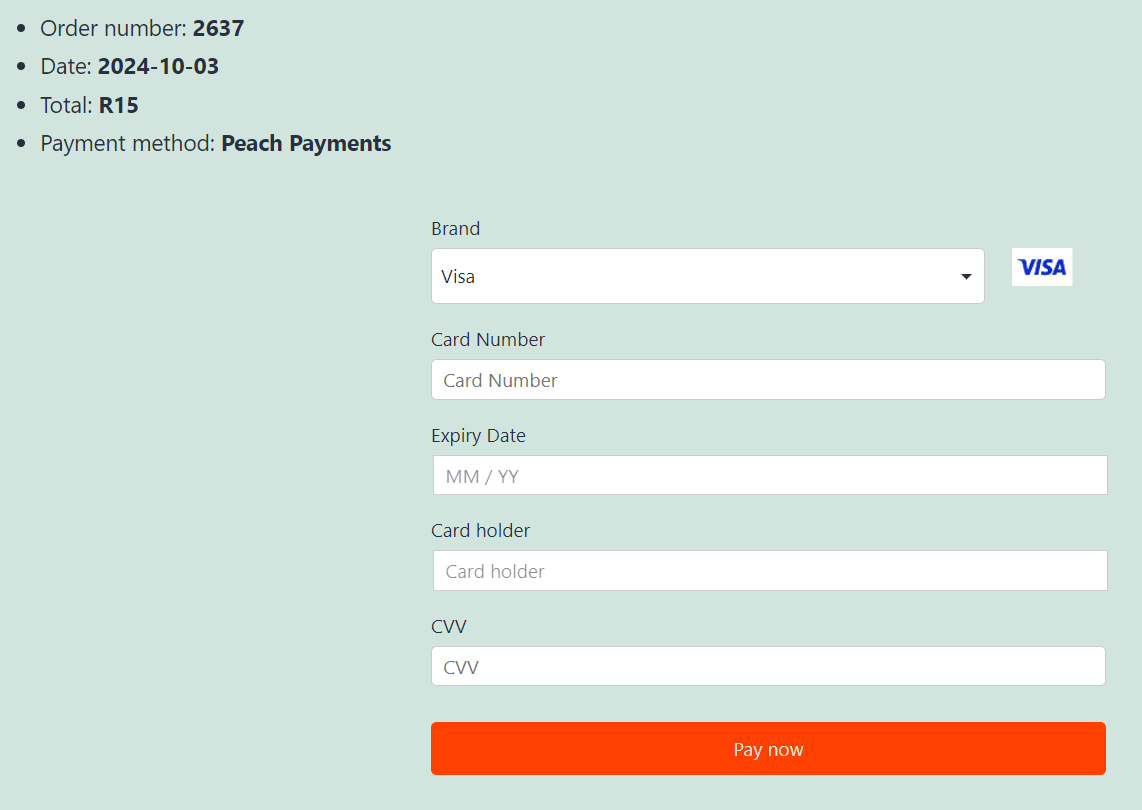 Order number: 2637
Date: 2024-10-03
Total: R15
Payment method: Peach Payments
Brand
Visa
VISA
Card Number
Card Number
Expiry Date
MM / YY
Card holder
Card holder
CVV
CVV
Pay now